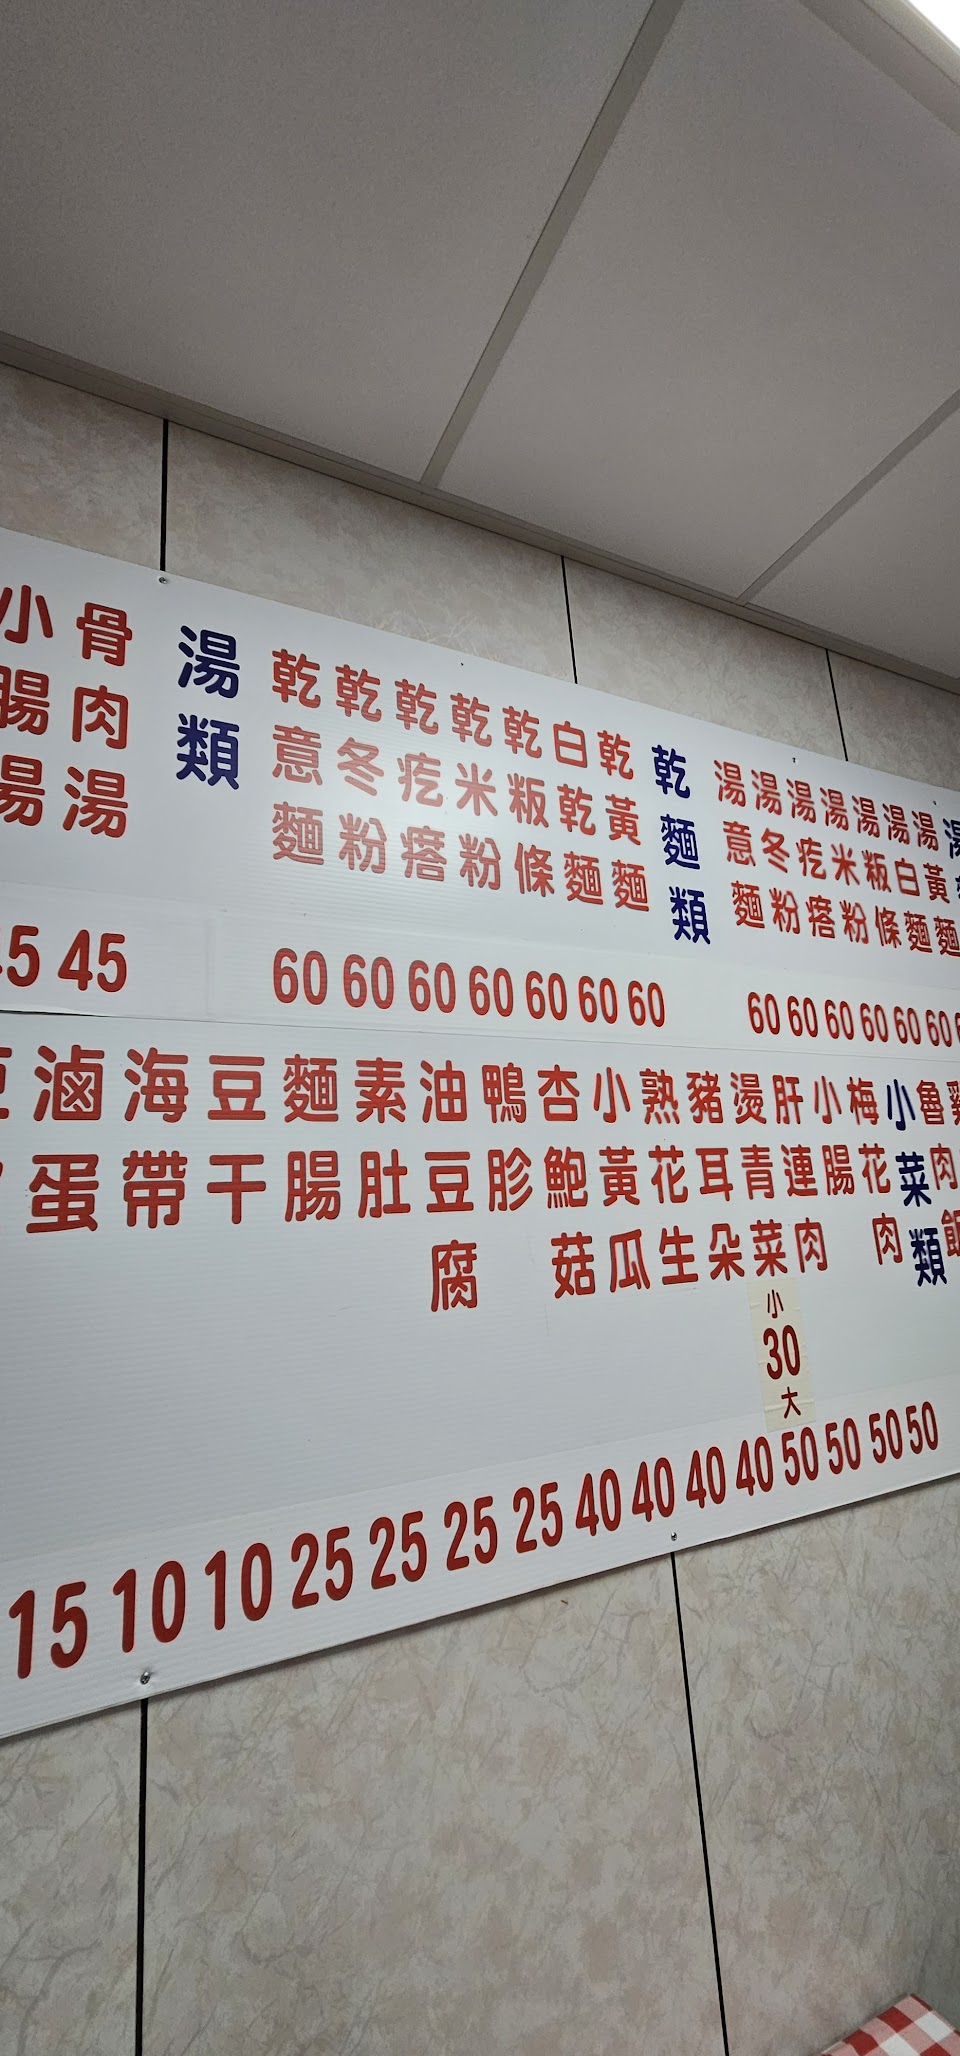 湯黃麵
60
湯白麵
60
湯粄條
60
湯米粉
60
湯疙瘩
60
湯冬粉
60
湯意麵
60
乾麵類
乾黃麵
60
白乾麵
60
乾粄條
60
乾米粉
60
乾疙瘩
60
乾冬粉
60
乾意麵
60
湯類
骨肉湯
45
小腸湯
魯肉
小菜類
梅花肉
50
小腸
50
肝連肉
50
燙青菜
小
30
大
50
豬耳朵
40
熟花生
40
小黃瓜
40
杏鮑菇
40
鴨胗
25
油豆腐
25
素肚
25
麵腸
25
豆干
10
海帶
10
滷蛋
15